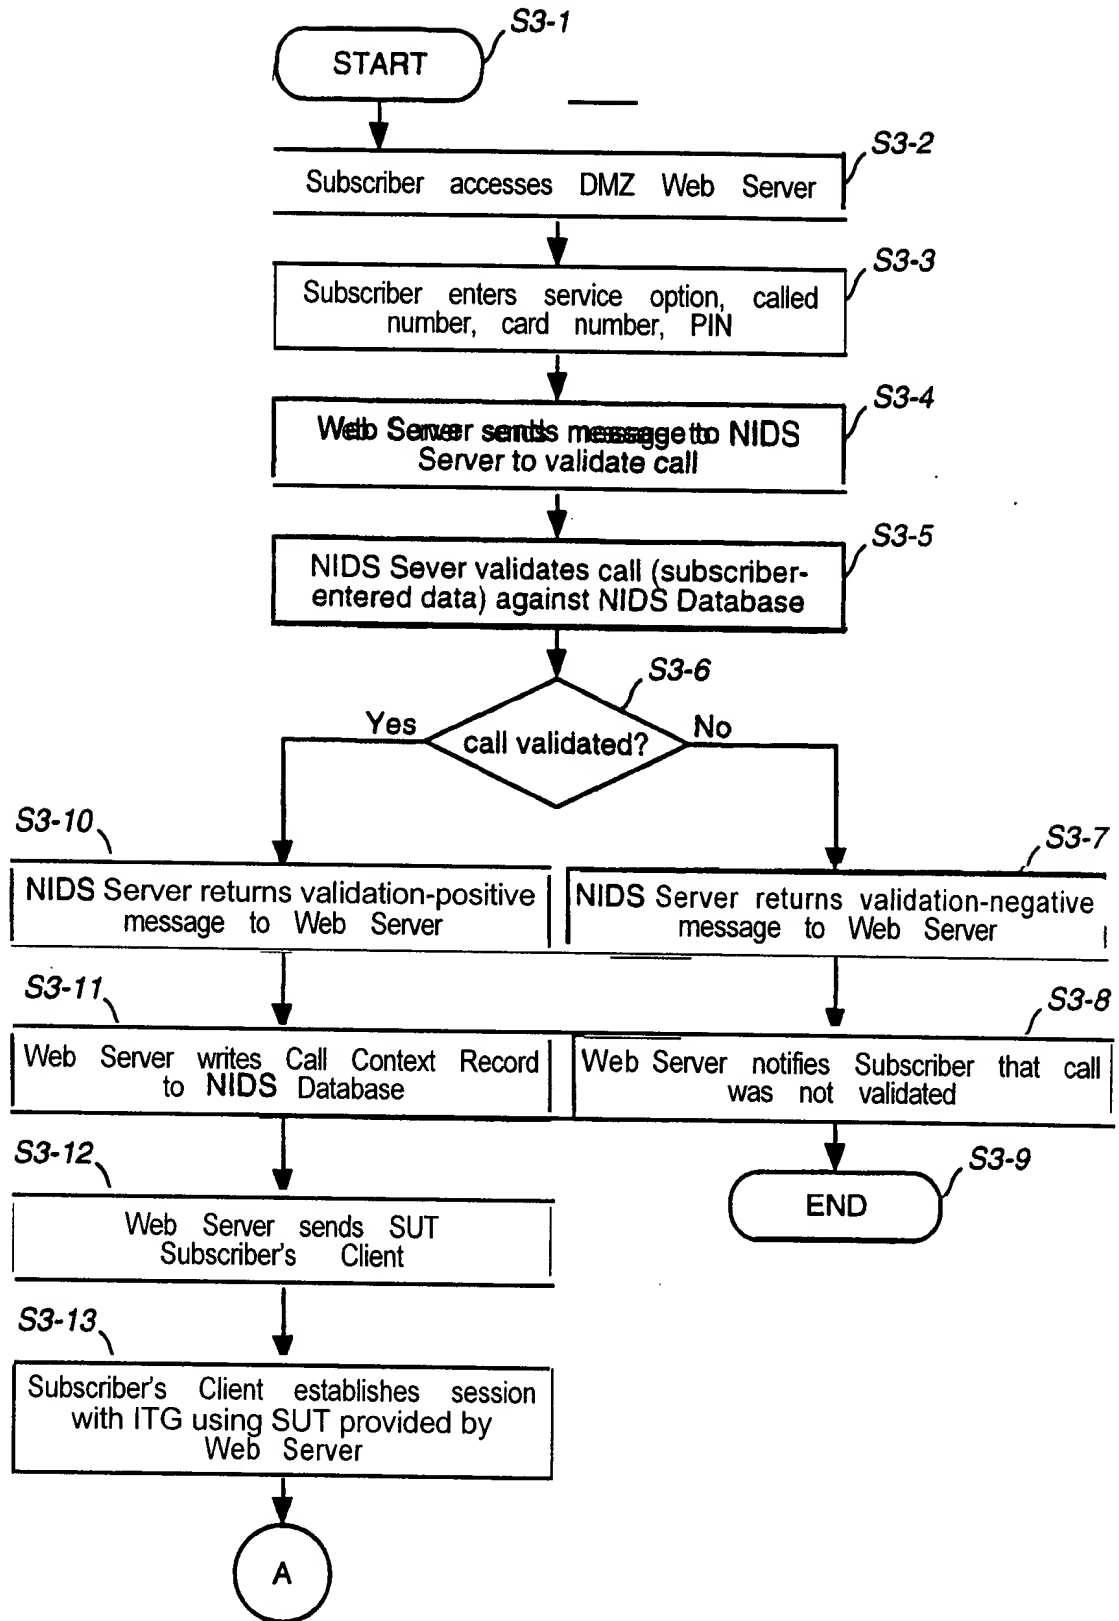 S3-1
START
S3-2
Subscriber accesses DMZ Web Server
S3-3
Subscriber enters service option, called
number, card number, PIN
S3-4
Web Server sends message to NIDS
Server to validate call
S3-5
NIDS Sever validates call (subscriber-
entered data) against NIDS Database
S3-6
Yes
call validated?
No
S3-10
NIDS Server returns validation-positive
message to Web Server
S3-7
NIDS Server returns validation-negative
message to Web Server
S3-11
Web Server writes Call Context Record
to NIDS Database
S3-8
Web Server notifies Subscriber that call
was not validated
S3-12
Web Server sends SUT
Subscriber's Client
S3-9
END
S3-13
Subscriber's Client establishes session
with ITG using SUT provided by
Web Server
A